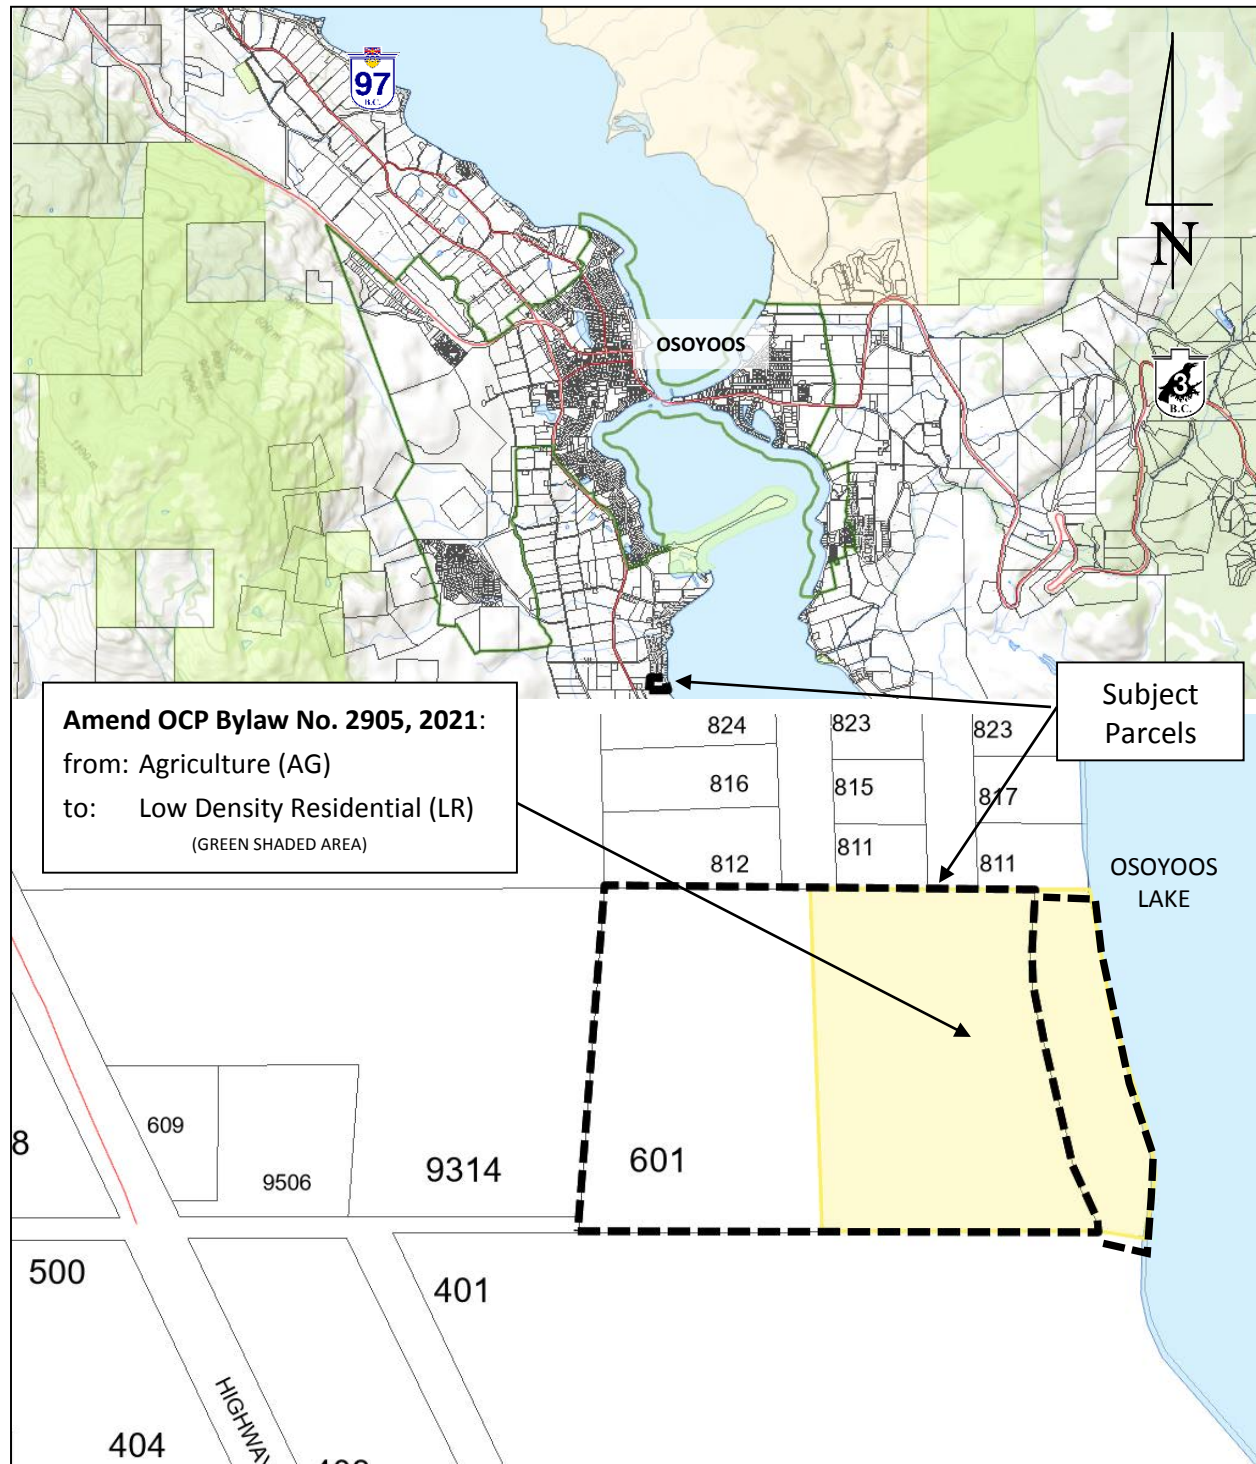 97
B.C.
N
OSOYOOS
3
B.C.
Subject
Parcels
Amend OCP Bylaw No. 2905, 2021:
from: Agriculture (AG)
to: Low Density Residential (LR)
(GREEN SHADED AREA)
824
823
823
816
815
817
812
811
811
OSOYOOS
LAKE
609
8
9506
9314
601
500
401
HIGHWAY
404